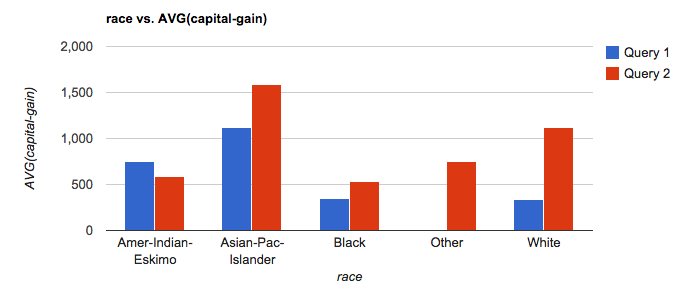 race vs. AVG(capital-gain)
2,000
1,500
1,000
500
0
AVG(capital-gain)
Amer-Indian-
Eskimo
Asian-Pac-
Islander
Black
Other
White
race
Query 1
Query 2